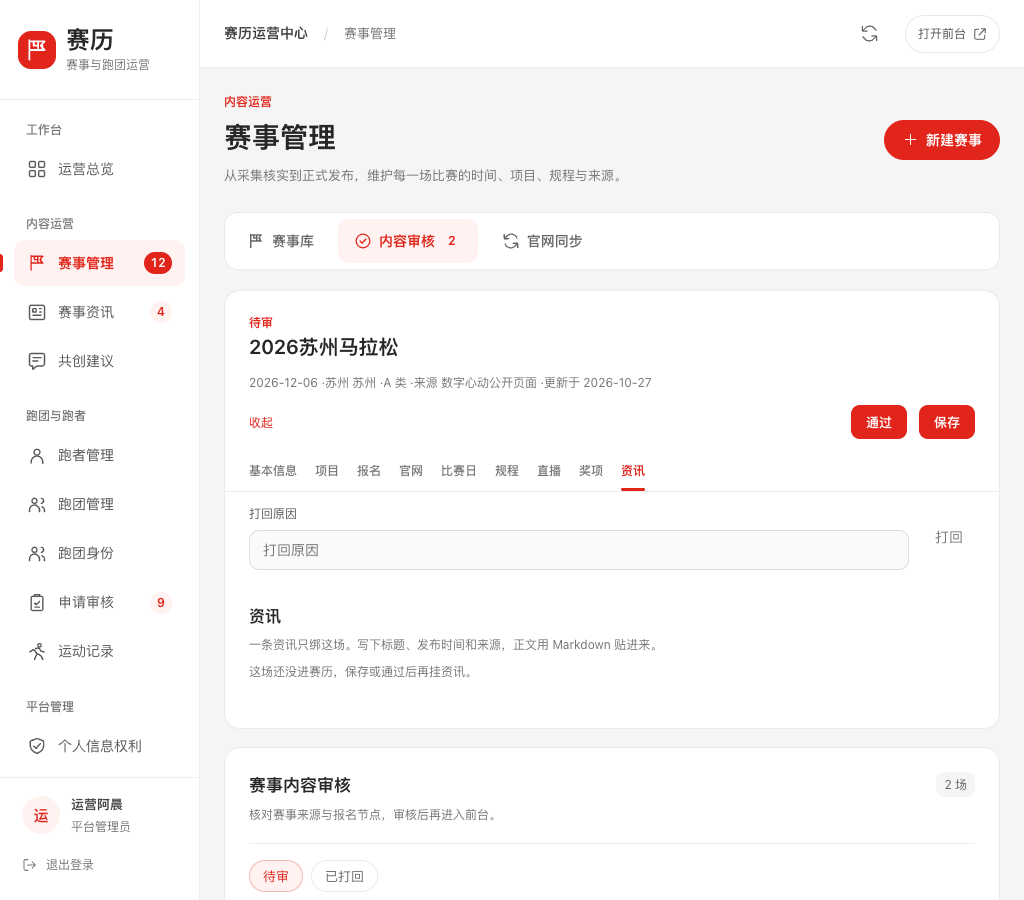 赛历
赛事与跑团运营
工作台
运营总览
内容运营
赛事管理 12
赛事资讯 4
共创建议
跑团与跑者
跑者管理
跑团管理
跑团身份
申请审核 9
运动记录
平台管理
个人信息权利
运 运营阿晨
平台管理员
退出登录
赛历运营中心 / 赛事管理
打开前台
内容运营
赛事管理
从采集核实到正式发布，维护每一场比赛的时间、项目、规程与来源。
新建赛事
赛事库 内容审核 2 官网同步
待审
2026苏州马拉松
2026-12-06 ·苏州 苏州 ·A 类 ·来源 数字心动公开页面 ·更新于 2026-10-27
收起 通过 保存
基本信息 项目 报名 官网 比赛日 规程 直播 奖项 资讯
打回原因
打回原因 打回
资讯
一条资讯只绑这场。写下标题、发布时间和来源，正文用 Markdown 贴进来。
这场还没进赛历，保存或通过后再挂资讯。
赛事内容审核 2 场
核对赛事来源与报名节点，审核后再进入前台。
待审 已打回